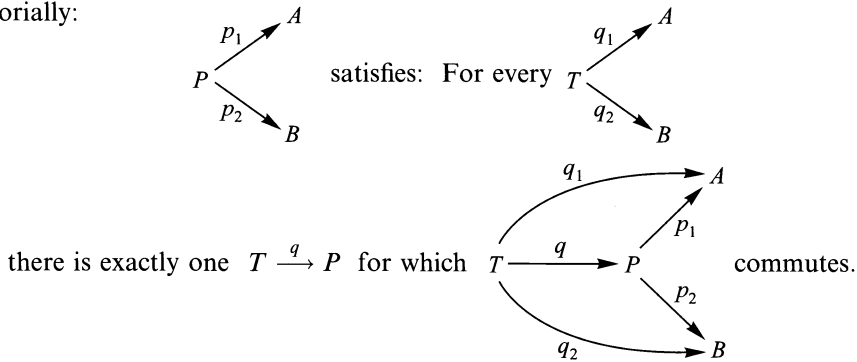 orially:
A
p₁
P
p₂
B
satisfies: For every
A
q₁
T
q₂
B
there is exactly one T —q→ P for which
q₁
A
p₁
T
q
P
p₂
q₂
B
commutes.